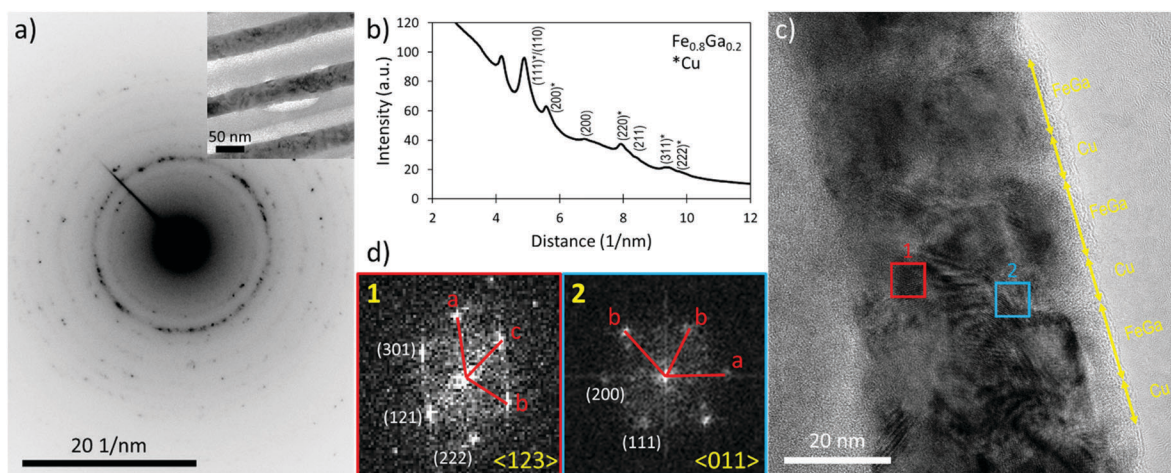 a)
50 nm
20 1/nm
b)
Intensity (a.u.)
120
100
80
60
40
20
0
2
4
6
8
10
12
Distance (1/nm)
(111)*/(110)
(200)*
(200)
(220)*
(211)
(311)*
(222)*
Fe0.8Ga0.2
*Cu
c)
FeGa
Cu
FeGa
Cu
FeGa
Cu
1
2
20 nm
d)
1
a
c
b
(301)
(121)
(222)
<123>
2
b
b
a
(200)
(111)
<011>